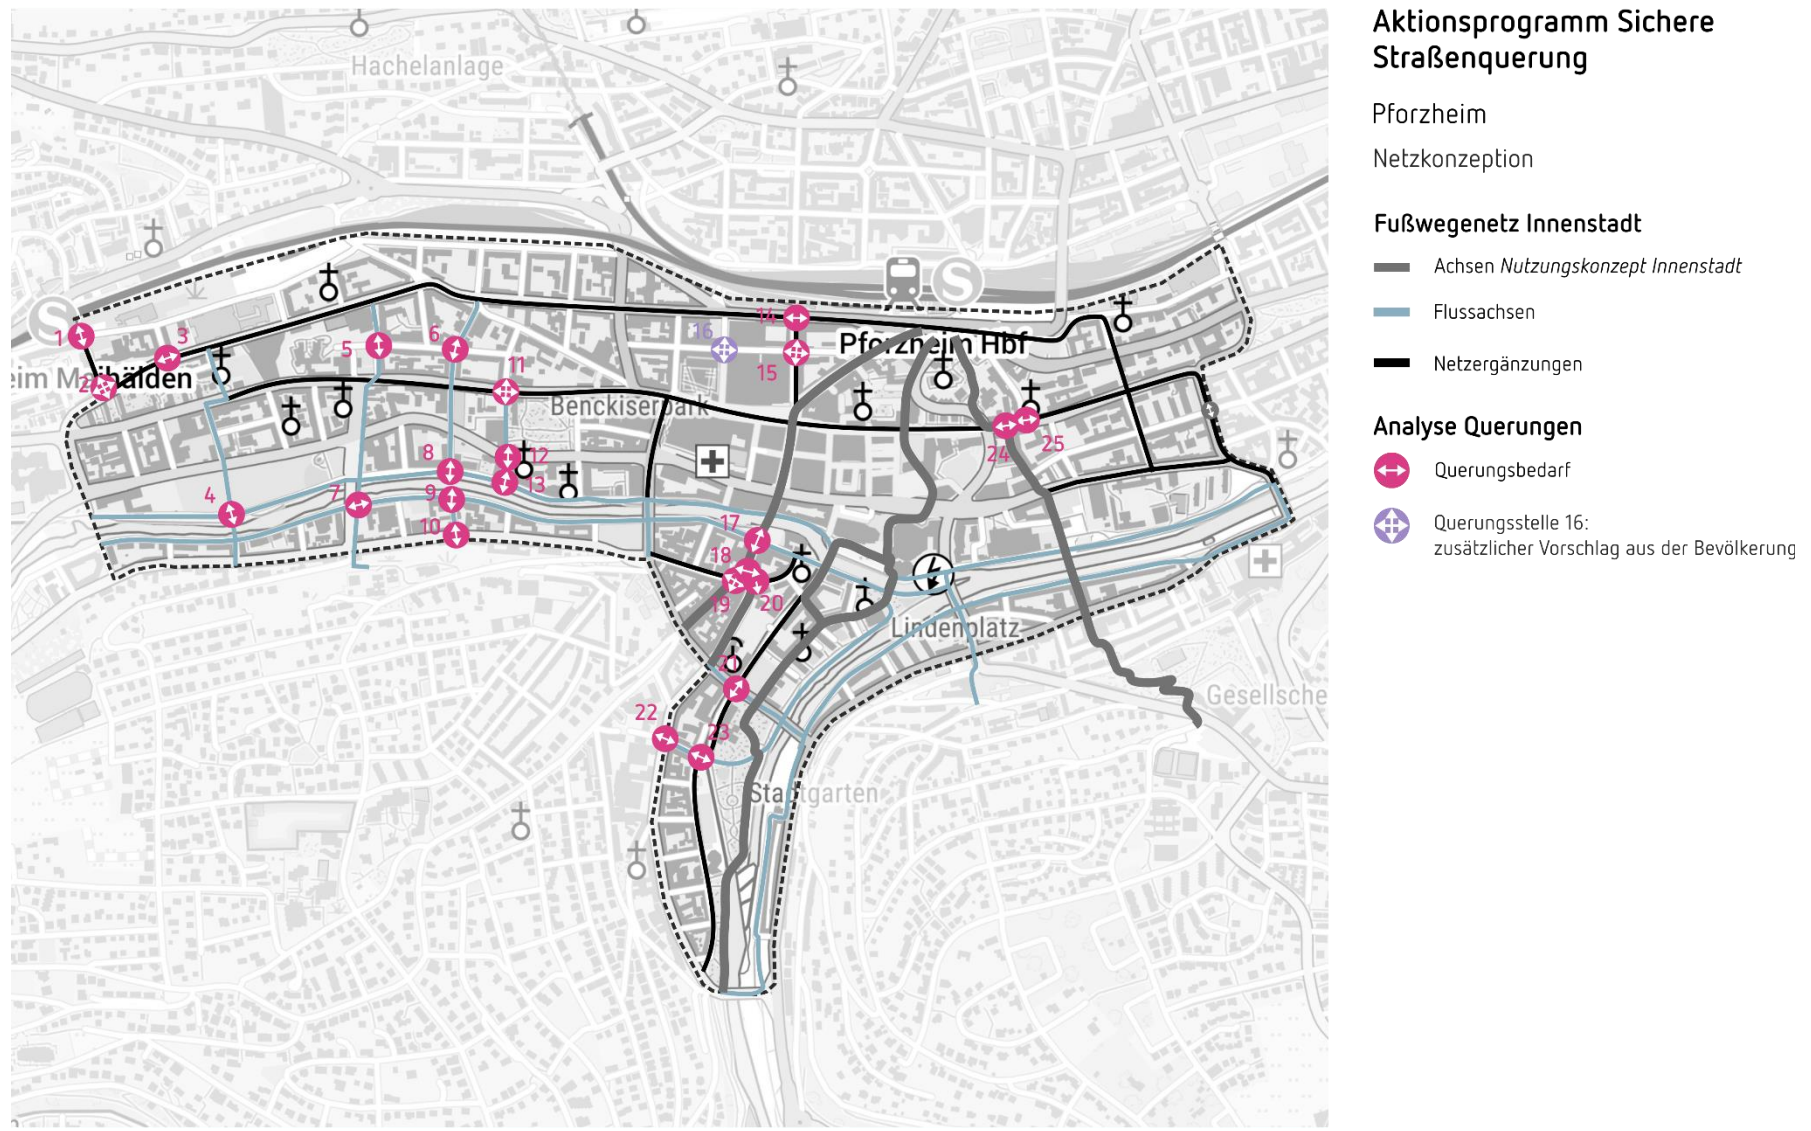 Aktionsprogramm Sichere
Straßenquerung
Pforzheim
Netzkonzeption
Fußwegenetz Innenstadt
Achsen Nutzungskonzept Innenstadt
Flussachsen
Netzergänzungen
Analyse Querungen
Querungsbedarf
Querungsstelle 16:
zusätzlicher Vorschlag aus der Bevölkerung
Hachelanlage
S
S
1
3
2
5
6
11
14
16
15
Pforzheim Hbf
Benckiserpark
24
25
8
12
13
9
4
7
10
17
18
19
20
Lindenplatz
21
22
23
Gesellsche
Stadtgarten